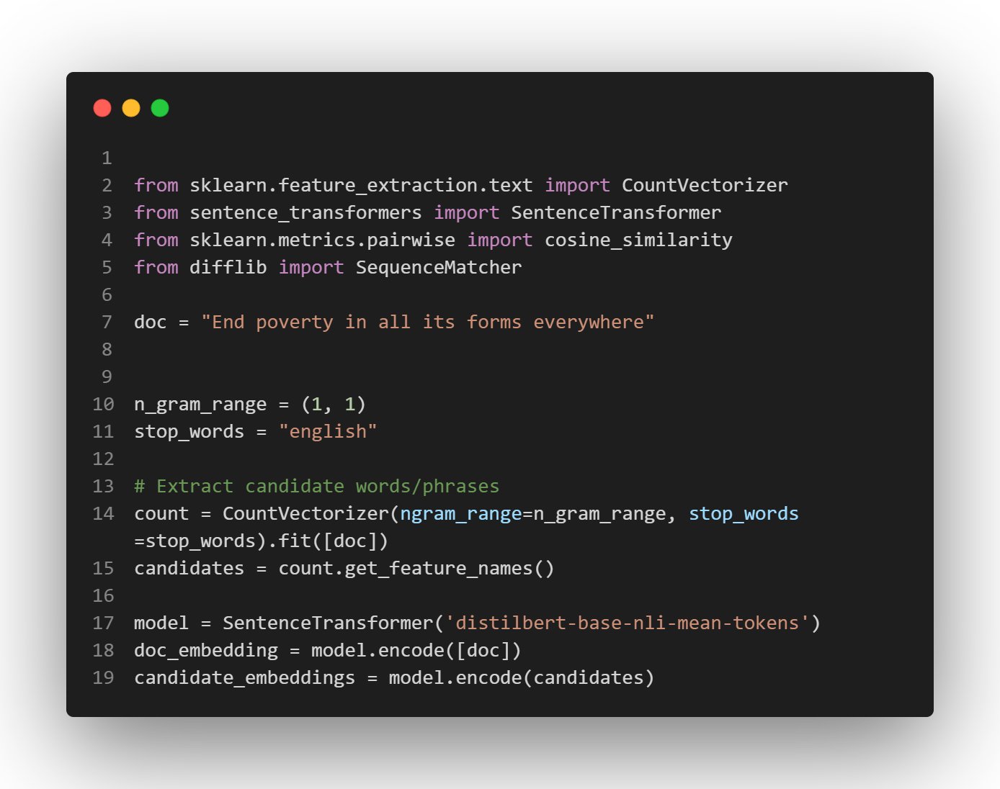 1
2 from sklearn.feature_extraction.text import CountVectorizer
3 from sentence_transformers import SentenceTransformer
4 from sklearn.metrics.pairwise import cosine_similarity
5 from difflib import SequenceMatcher
6
7 doc = "End poverty in all its forms everywhere"
8
9
10 n_gram_range = (1, 1)
11 stop_words = "english"
12
13 # Extract candidate words/phrases
14 count = CountVectorizer(ngram_range=n_gram_range, stop_words
=stop_words).fit([doc])
15 candidates = count.get_feature_names()
16
17 model = SentenceTransformer('distilbert-base-nli-mean-tokens')
18 doc_embedding = model.encode([doc])
19 candidate_embeddings = model.encode(candidates)